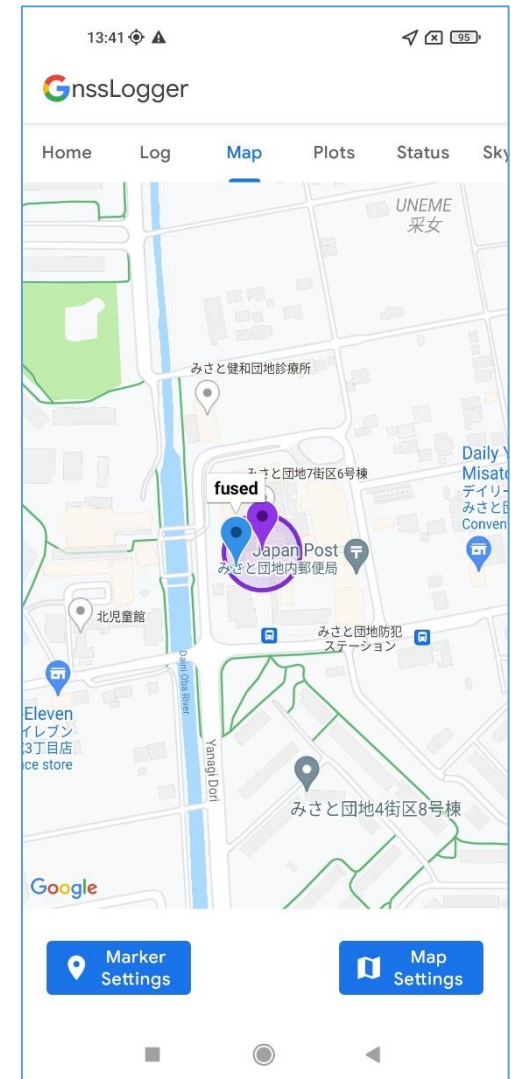 13:41
95
GnssLogger
Home Log Map Plots Status Sky
UNEME
采女
みさと健和団地診療所
みさと団地7街区6号棟
Daily Y
Misato
デイリー
みさと団
Conven
fused
Japan Post
みさと団地内郵便局
北児童館
みさと団地防犯
ステーション
Daini Oba River
-Eleven
イレブン
3丁目店
ce store
Yanagi Dori
みさと団地4街区8号棟
Google
Marker
Settings
Map
Settings